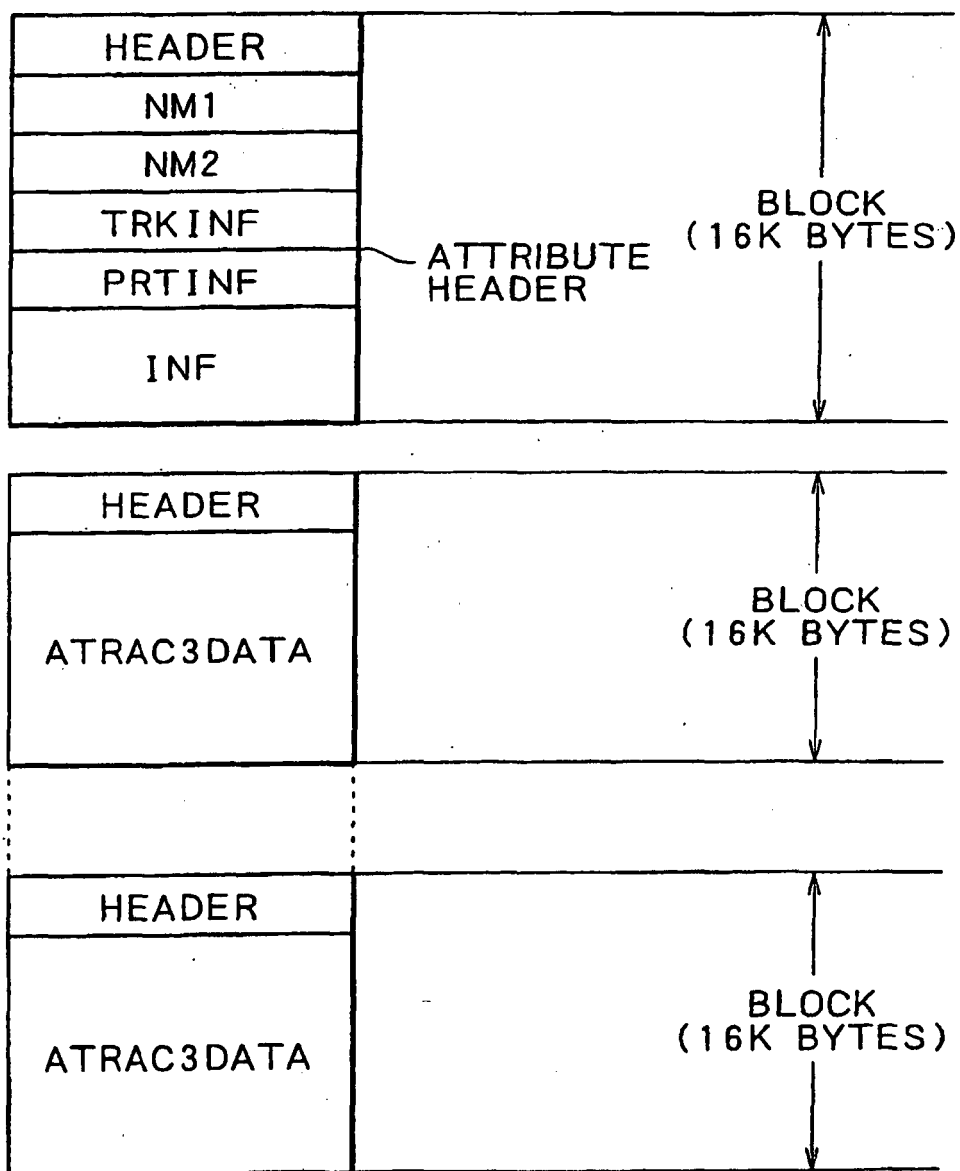 HEADER
NM1
NM2
TRKINF
PRTINF
INF
ATTRIBUTE
HEADER
BLOCK
(16K BYTES)
HEADER
ATRAC3DATA
BLOCK
(16K BYTES)
HEADER
ATRAC3DATA
BLOCK
(16K BYTES)